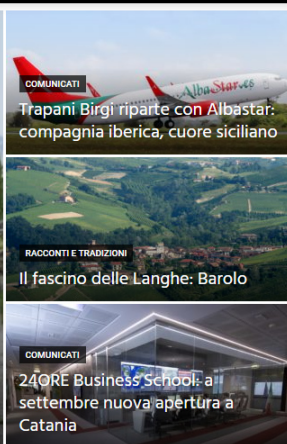 AlbaStar.es
COMUNICATI
Trapani Birgi riparte con Albastar:
compagnia iberica, cuore siciliano
RACCONTI E TRADIZIONI
Il fascino delle Langhe: Barolo
COMUNICATI
24ORE Business School: a
settembre nuova apertura a
Catania